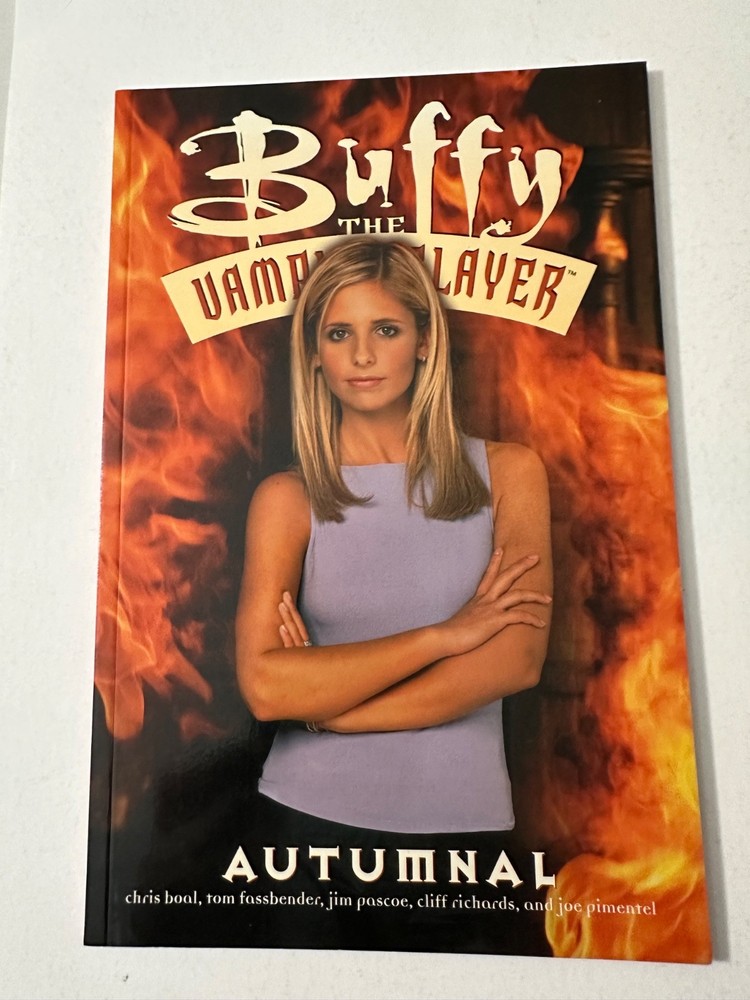 Buffy
THE
VAMP LAYER™
AUTUMNAL
chris boal, tom fassbender, jim pascoe, cliff richards, and joe pimentel